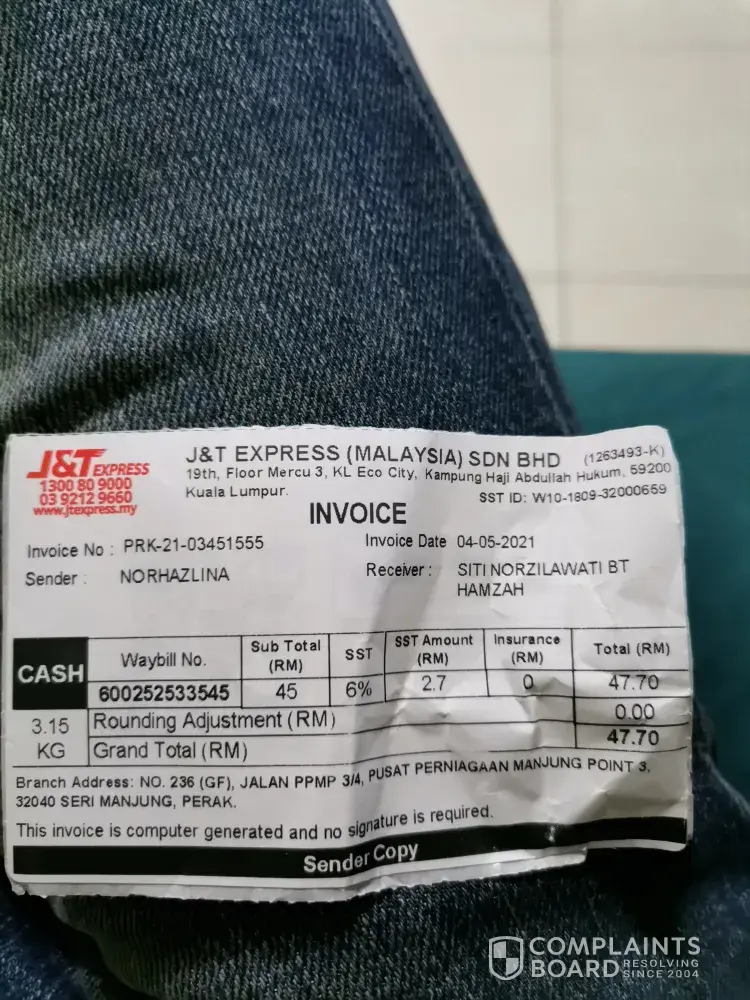 J&T EXPRESS
1300 80 9000
03 9212 9660
www.jtexpress.my
J&T EXPRESS (MALAYSIA) SDN BHD (1263493-K)
19th, Floor Mercu 3, KL Eco City, Kampung Haji Abdullah Hukum, 59200
Kuala Lumpur.
SST ID: W10-1809-32000659
INVOICE
Invoice No : PRK-21-03451555
Invoice Date 04-05-2021
Sender : NORHAZLINA
Receiver : SITI NORZILAWATI BT
HAMZAH
CASH
Waybill No. Sub Total (RM) SST SST Amount (RM) Insurance (RM) Total (RM)
600252533545 45 6% 2.7 0 47.70
3.15 KG
Rounding Adjustment (RM) 0.00
Grand Total (RM) 47.70
Branch Address: NO. 236 (GF), JALAN PPMP 3/4, PUSAT PERNIAGAAN MANJUNG POINT 3,
32040 SERI MANJUNG, PERAK.
This invoice is computer generated and no signature is required.
Sender Copy
COMPLAINTS
BOARD RESOLVING
SINCE 2004